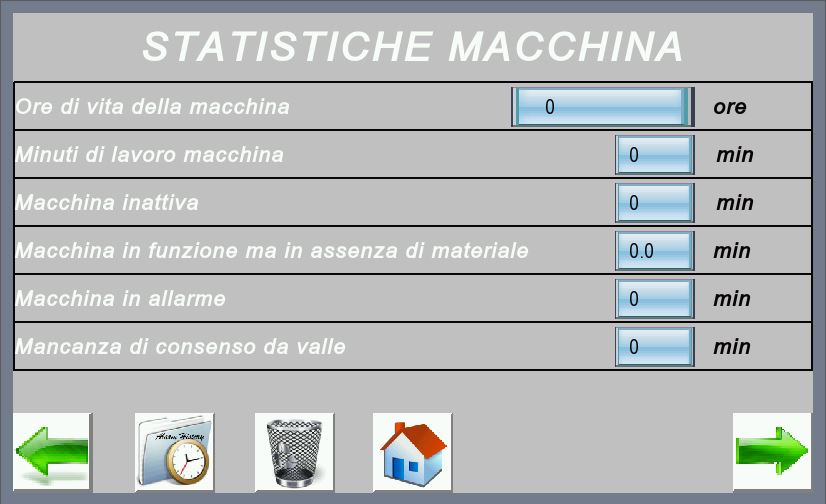 STATISTICHE MACCHINA
Ore di vita della macchina 0 ore
Minuti di lavoro macchina 0 min
Macchina inattiva 0 min
Macchina in funzione ma in assenza di materiale 0.0 min
Macchina in allarme 0 min
Mancanza di consenso da valle 0 min
Alarm History